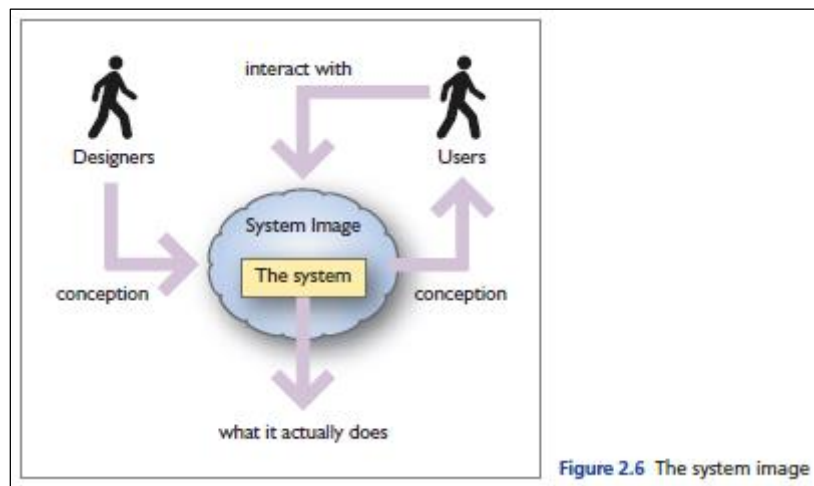 interact with
Designers
Users
System Image
The system
conception
conception
what it actually does
Figure 2.6 The system image